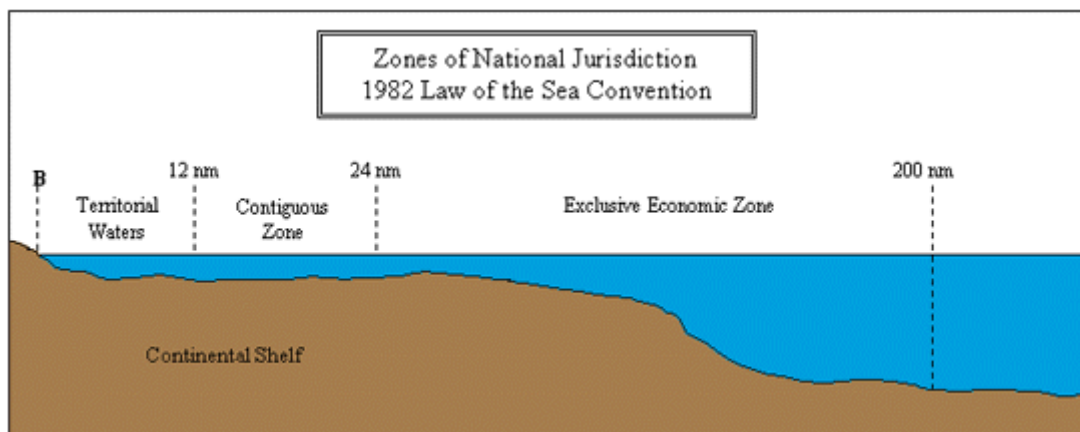 Zones of National Jurisdiction
1982 Law of the Sea Convention
B
12 nm
24 nm
200 nm
Territorial
Waters
Contiguous
Zone
Exclusive Economic Zone
Continental Shelf